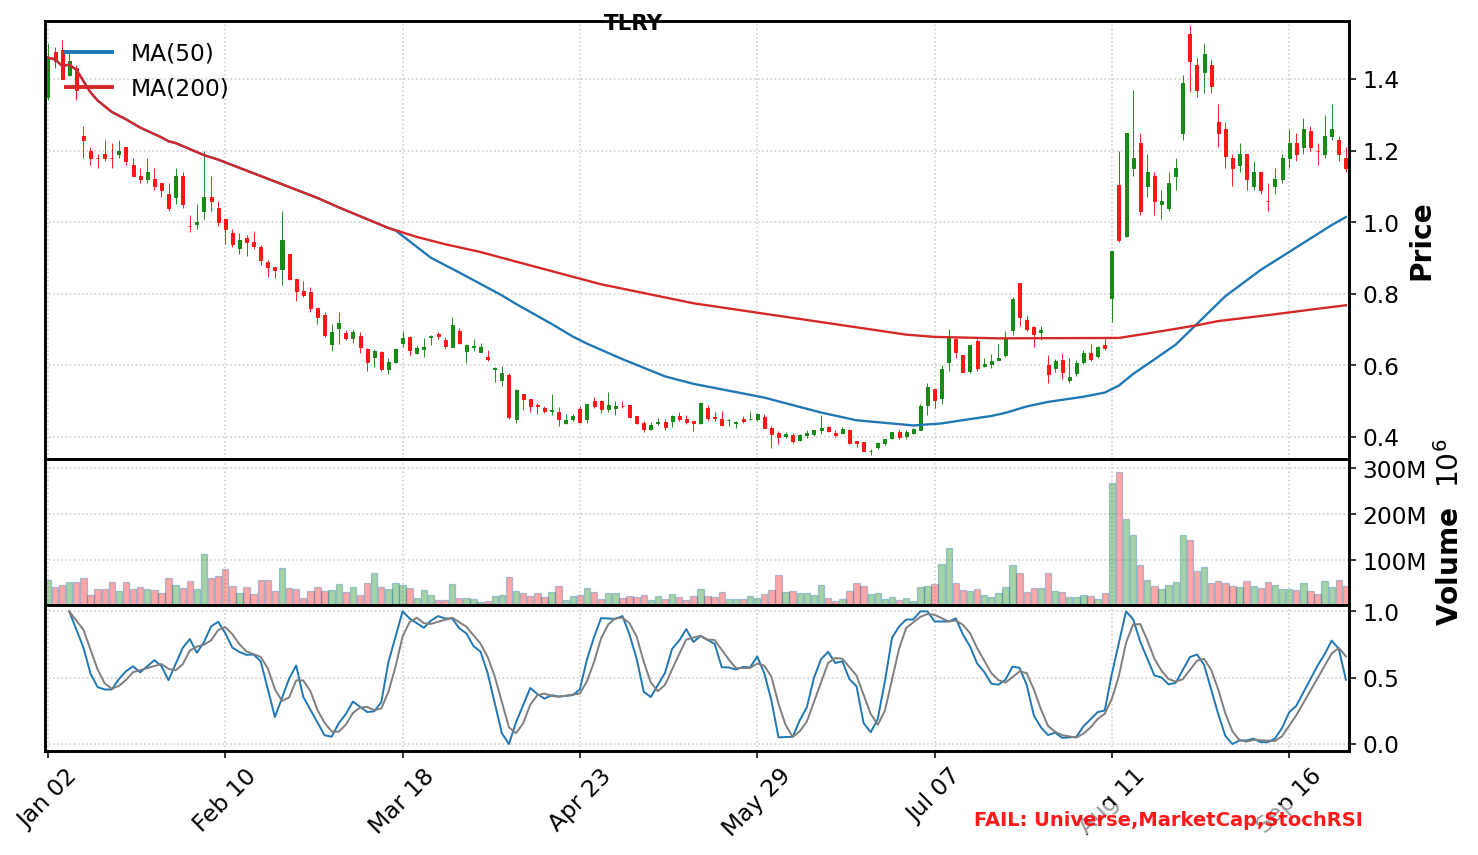 TLRY
MA(50)
MA(200)
1.4
1.2
1.0
0.8
0.6
0.4
Price
300M
200M
100M
Volume 10^6
1.0
0.5
0.0
Jan 02
Feb 10
Mar 18
Apr 23
May 29
Jul 07
Aug 11
Sep 16
FAIL: Universe,MarketCap,StochRSI